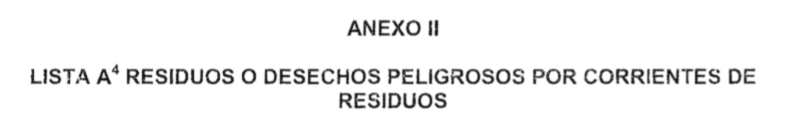 ANEXO II
LISTA A⁴ RESIDUOS O DESECHOS PELIGROSOS POR CORRIENTES DE
RESIDUOS